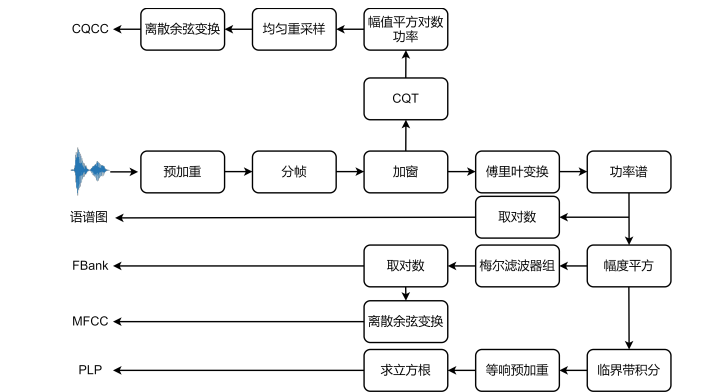 CQCC
离散余弦变换
均匀重采样
幅值平方对数
功率
CQT
预加重
分帧
加窗
傅里叶变换
功率谱
语谱图
取对数
FBank
取对数
梅尔滤波器组
幅度平方
MFCC
离散余弦变换
PLP
求立方根
等响预加重
临界带积分